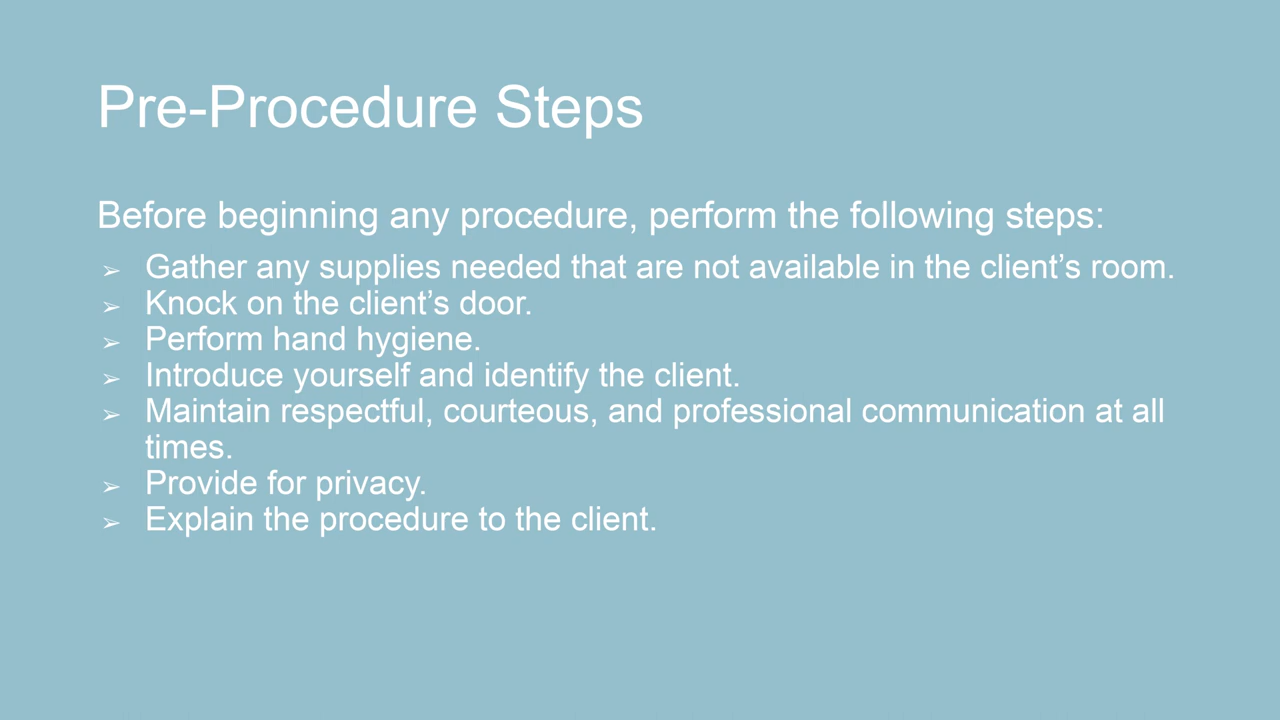 Pre-Procedure Steps
Before beginning any procedure, perform the following steps:
➢ Gather any supplies needed that are not available in the client’s room.
➢ Knock on the client’s door.
➢ Perform hand hygiene.
➢ Introduce yourself and identify the client.
➢ Maintain respectful, courteous, and professional communication at all
times.
➢ Provide for privacy.
➢ Explain the procedure to the client.